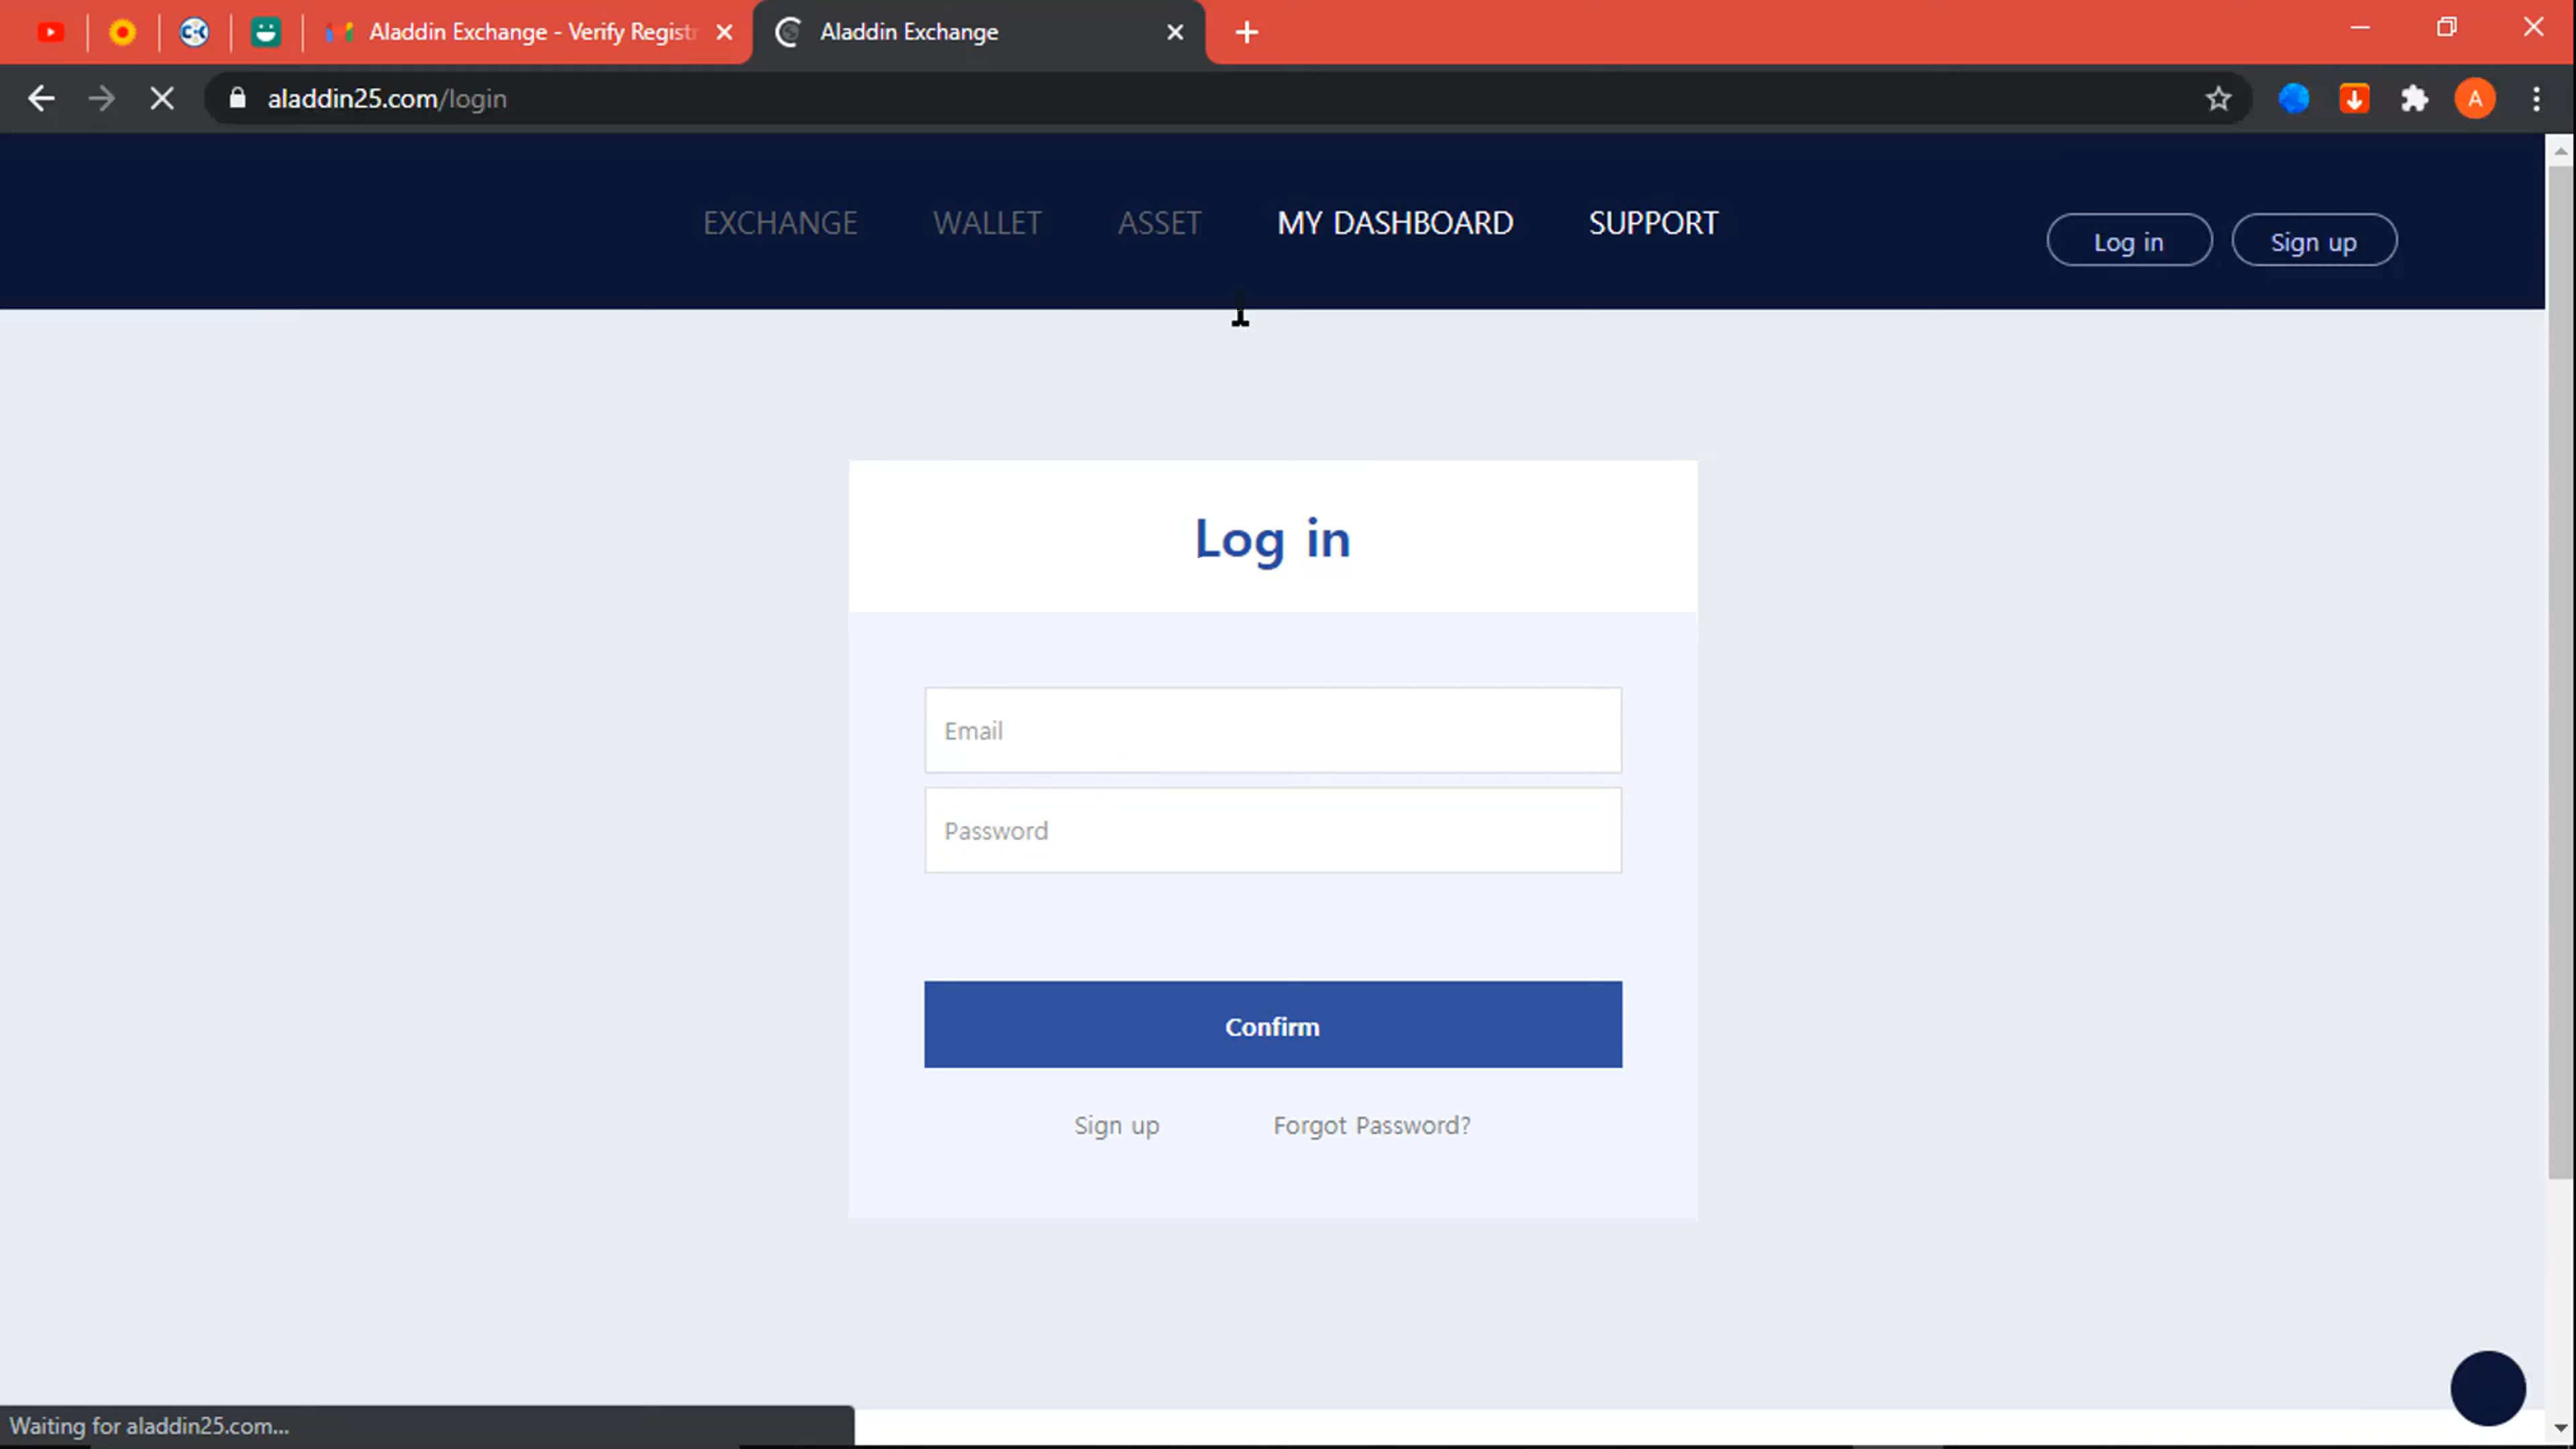 Aladdin Exchange - Verify Registr
Aladdin Exchange
aladdin25.com/login
A
EXCHANGE
WALLET
ASSET
MY DASHBOARD
SUPPORT
Log in
Sign up
Log in
Email
Password
Confirm
Sign up
Forgot Password?
Waiting for aladdin25.com...